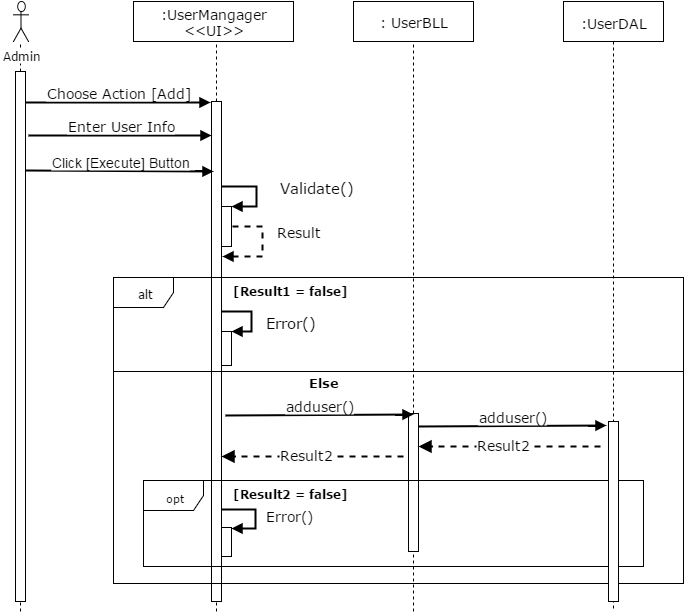 :UserMangager
<<UI>>
: UserBLL
:UserDAL
Admin
Choose Action [Add]
Enter User Info
Click [Execute] Button
Validate()
Result
alt
[Result1 = false]
Error()
Else
adduser()
adduser()
Result2
Result2
opt
[Result2 = false]
Error()